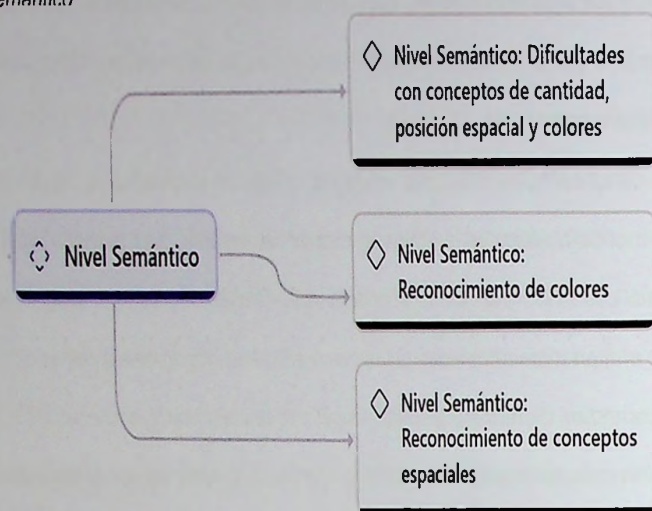 Nivel Semántico: Dificultades
con conceptos de cantidad,
posición espacial y colores
Nivel Semántico
Nivel Semántico:
Reconocimiento de colores
Nivel Semántico:
Reconocimiento de conceptos
espaciales